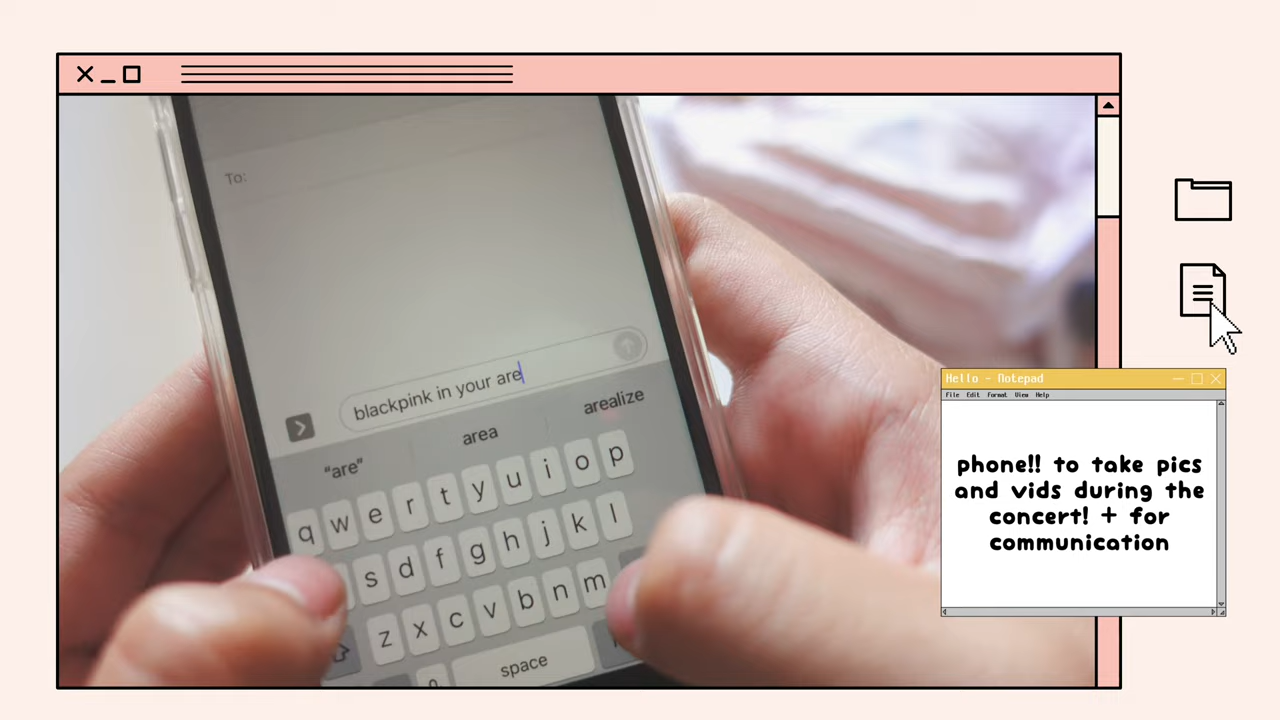 To:
blackpink in your are
"are" area arealize
q w e r t y u i o p
s d f g h j k l
z x c v b n m
space
Hello - Notepad
File Edit Format View Help
phone!! to take pics
and vids during the
concert! + for
communication